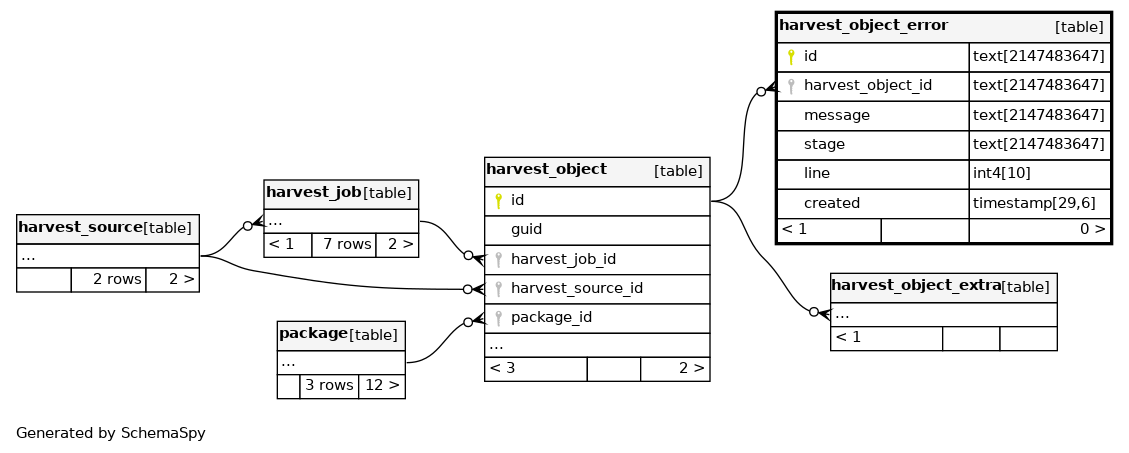 harvest_object_error [table]
id text[2147483647]
harvest_object_id text[2147483647]
message text[2147483647]
stage text[2147483647]
line int4[10]
created timestamp[29,6]
< 1 0 >
harvest_object [table]
id
guid
harvest_job_id
harvest_source_id
package_id
...
< 3 2 >
harvest_job [table]
...
< 1 7 rows 2 >
harvest_source [table]
...
2 rows 2 >
package [table]
...
3 rows 12 >
harvest_object_extra [table]
...
< 1
Generated by SchemaSpy